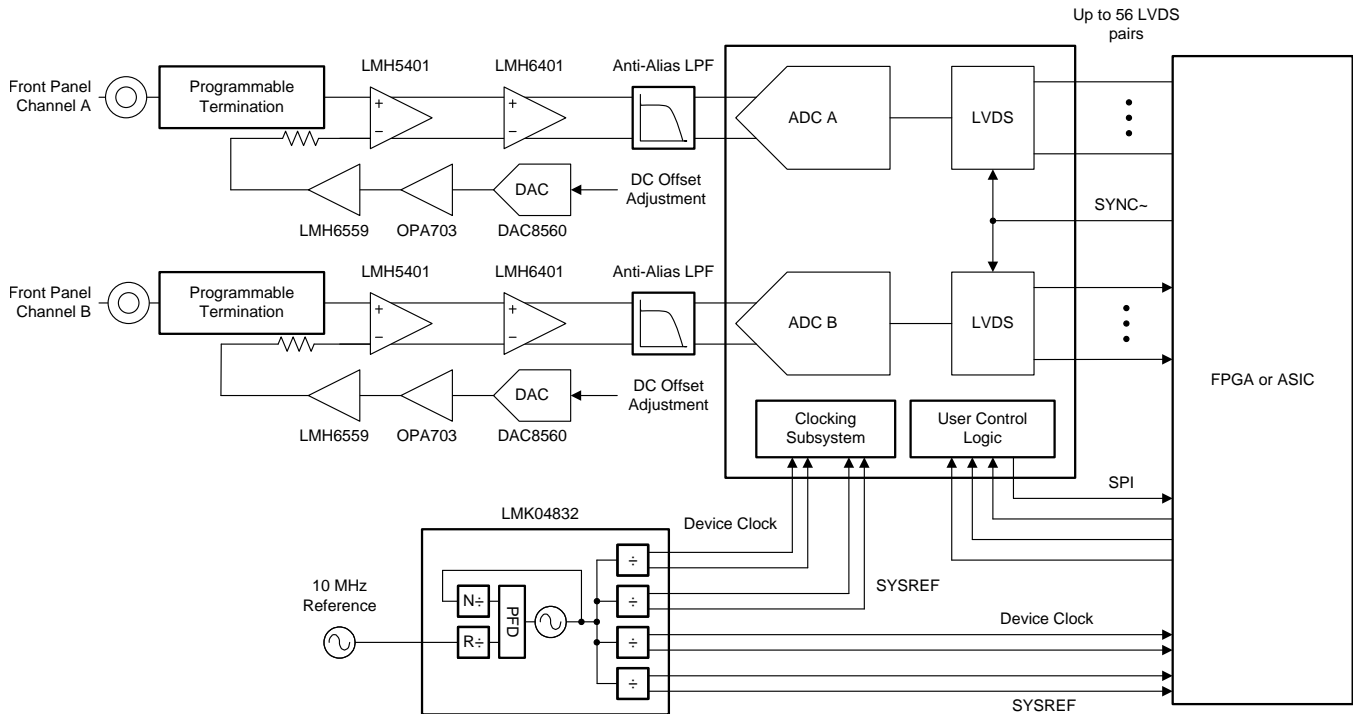 Up to 56 LVDS
pairs
Front Panel
Channel A
Programmable
Termination
LMH5401
LMH6401
Anti-Alias LPF
+
−
+
−
ADC A
LVDS
DAC
DC Offset
Adjustment
LMH6559
OPA703
DAC8560
SYNC~
Front Panel
Channel B
Programmable
Termination
LMH5401
LMH6401
Anti-Alias LPF
+
−
+
−
ADC B
LVDS
FPGA or ASIC
DAC
DC Offset
Adjustment
LMH6559
OPA703
DAC8560
Clocking
Subsystem
User Control
Logic
SPI
LMK04832
Device Clock
10 MHz
Reference
N÷
R÷
PFD
÷
÷
÷
÷
SYSREF
Device Clock
SYSREF